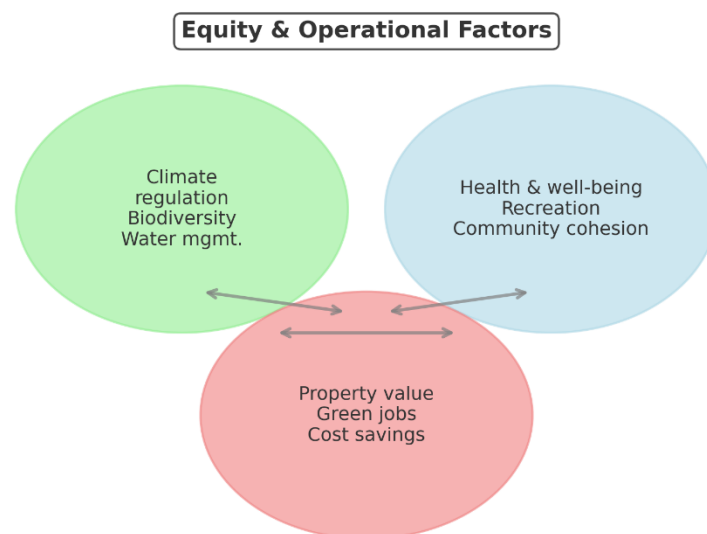 Equity & Operational Factors
Climate
regulation
Biodiversity
Water mgmt.
Health & well-being
Recreation
Community cohesion
Property value
Green jobs
Cost savings